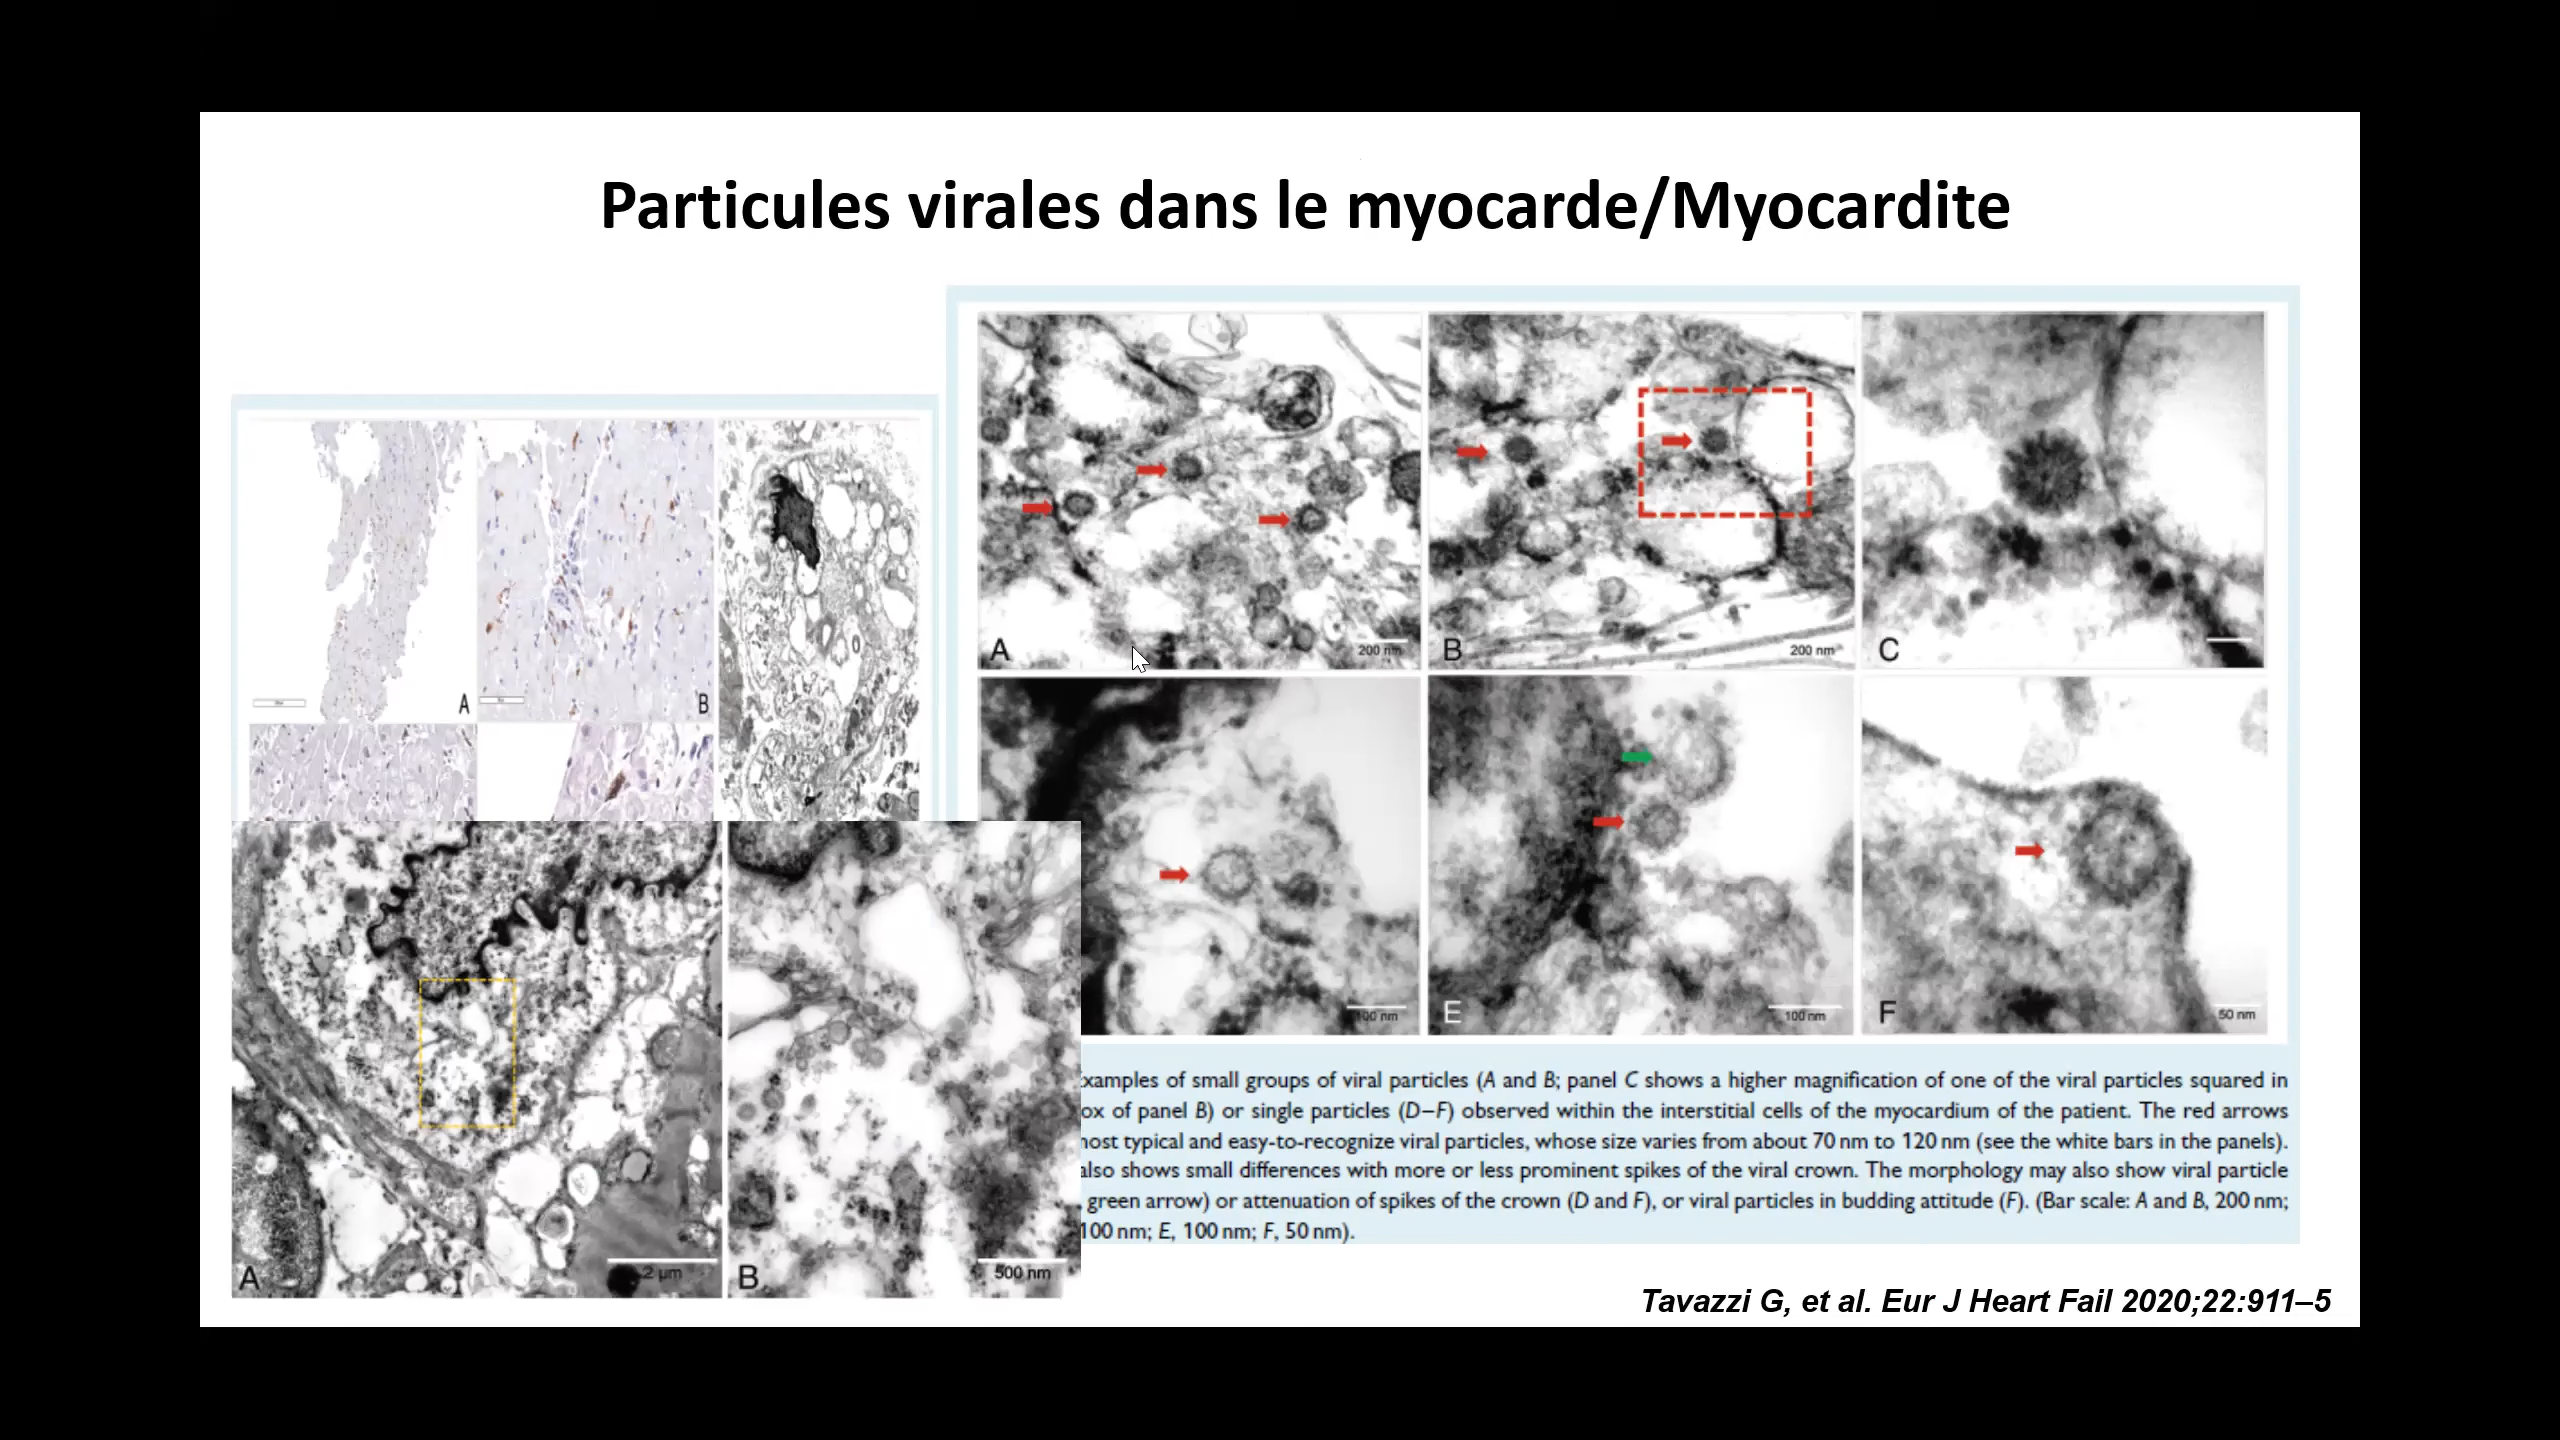 Particules virales dans le myocarde/Myocardite
A
B
A
200 nm
B
200 nm
C
100 nm
E
100 nm
F
50 nm
A
2 µm
B
500 nm
examples of small groups of viral particles (A and B; panel C shows a higher magnification of one of the viral particles squared in
ox of panel B) or single particles (D–F) observed within the interstitial cells of the myocardium of the patient. The red arrows
most typical and easy-to-recognize viral particles, whose size varies from about 70 nm to 120 nm (see the white bars in the panels).
also shows small differences with more or less prominent spikes of the viral crown. The morphology may also show viral particle
green arrow) or attenuation of spikes of the crown (D and F), or viral particles in budding attitude (F). (Bar scale: A and B, 200 nm;
100 nm; E, 100 nm; F, 50 nm).
Tavazzi G, et al. Eur J Heart Fail 2020;22:911–5